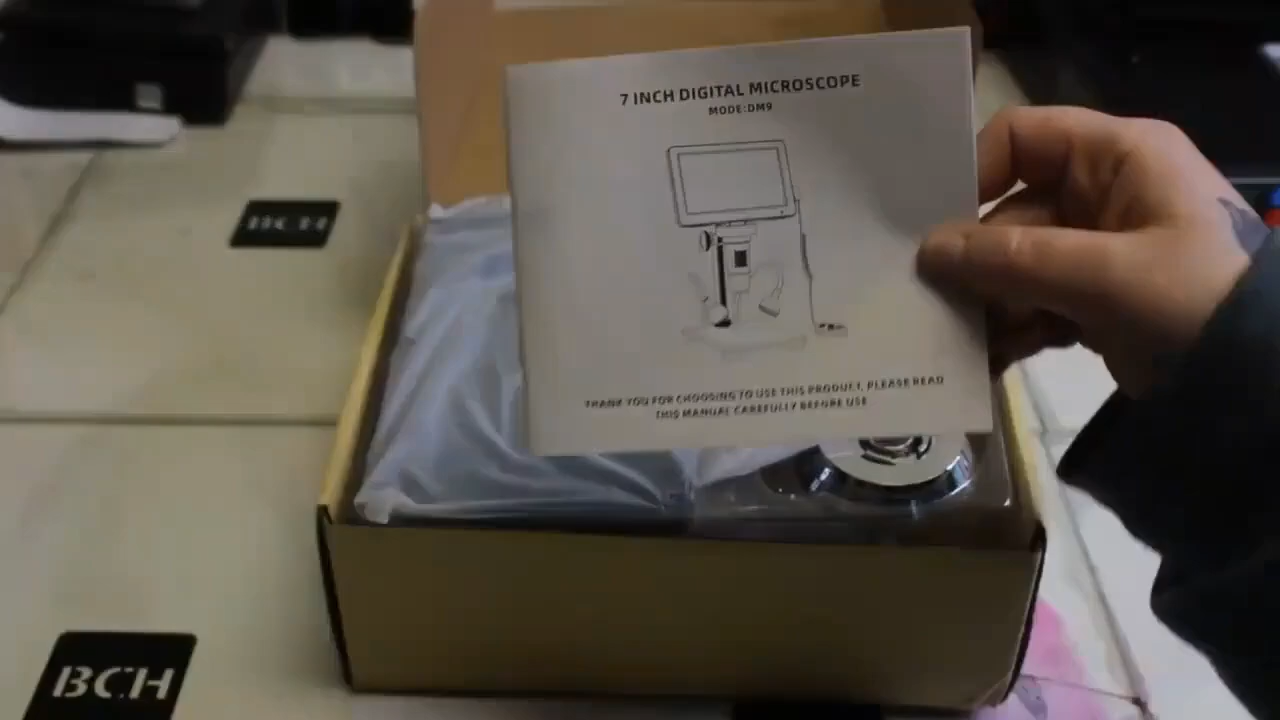 7 INCH DIGITAL MICROSCOPE
MODE:DM9
THANK YOU FOR CHOOSING TO USE THIS PRODUCT, PLEASE READ
THIS MANUAL CAREFULLY BEFORE USE
BCH